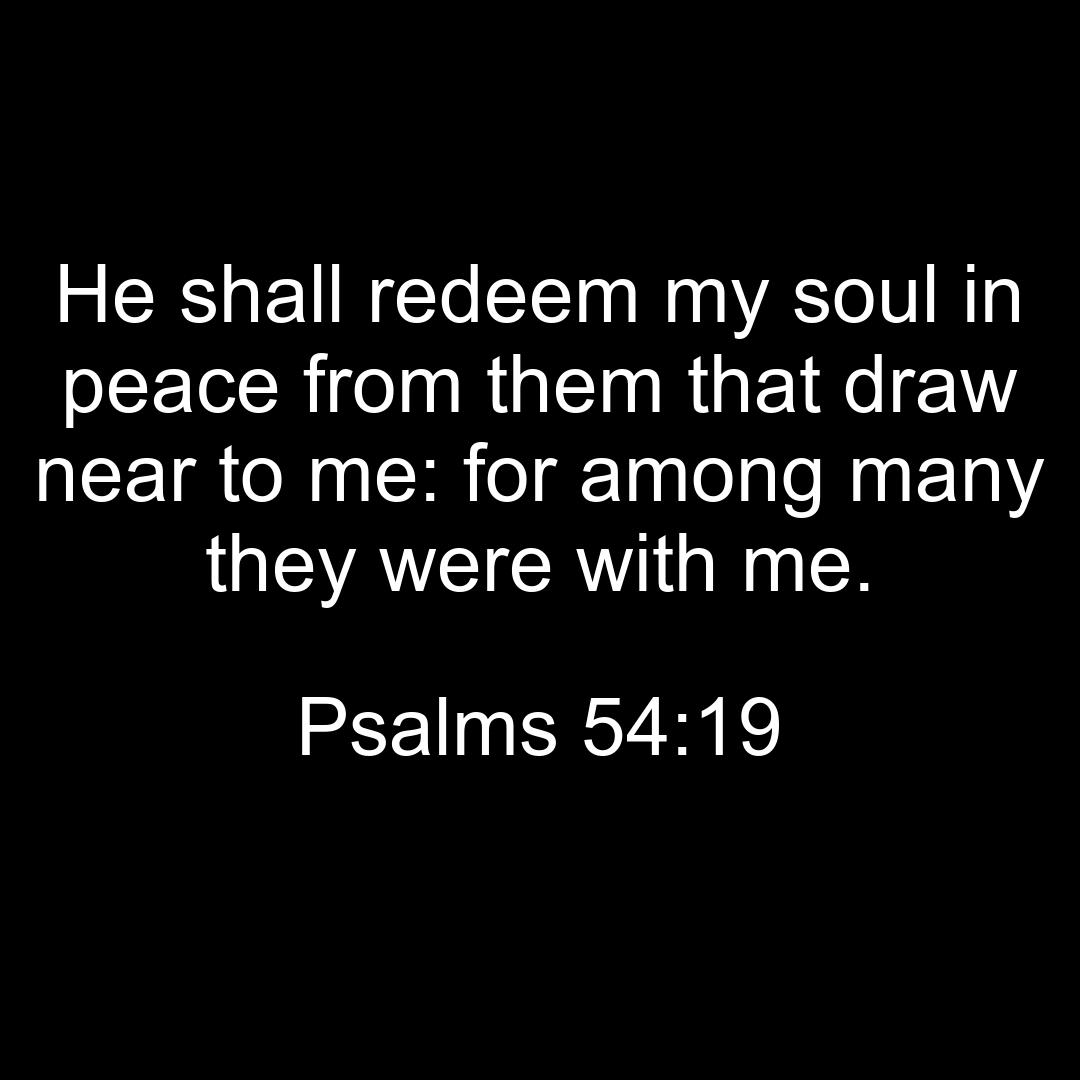 He shall redeem my soul in
peace from them that draw
near to me: for among many
they were with me.
Psalms 54:19